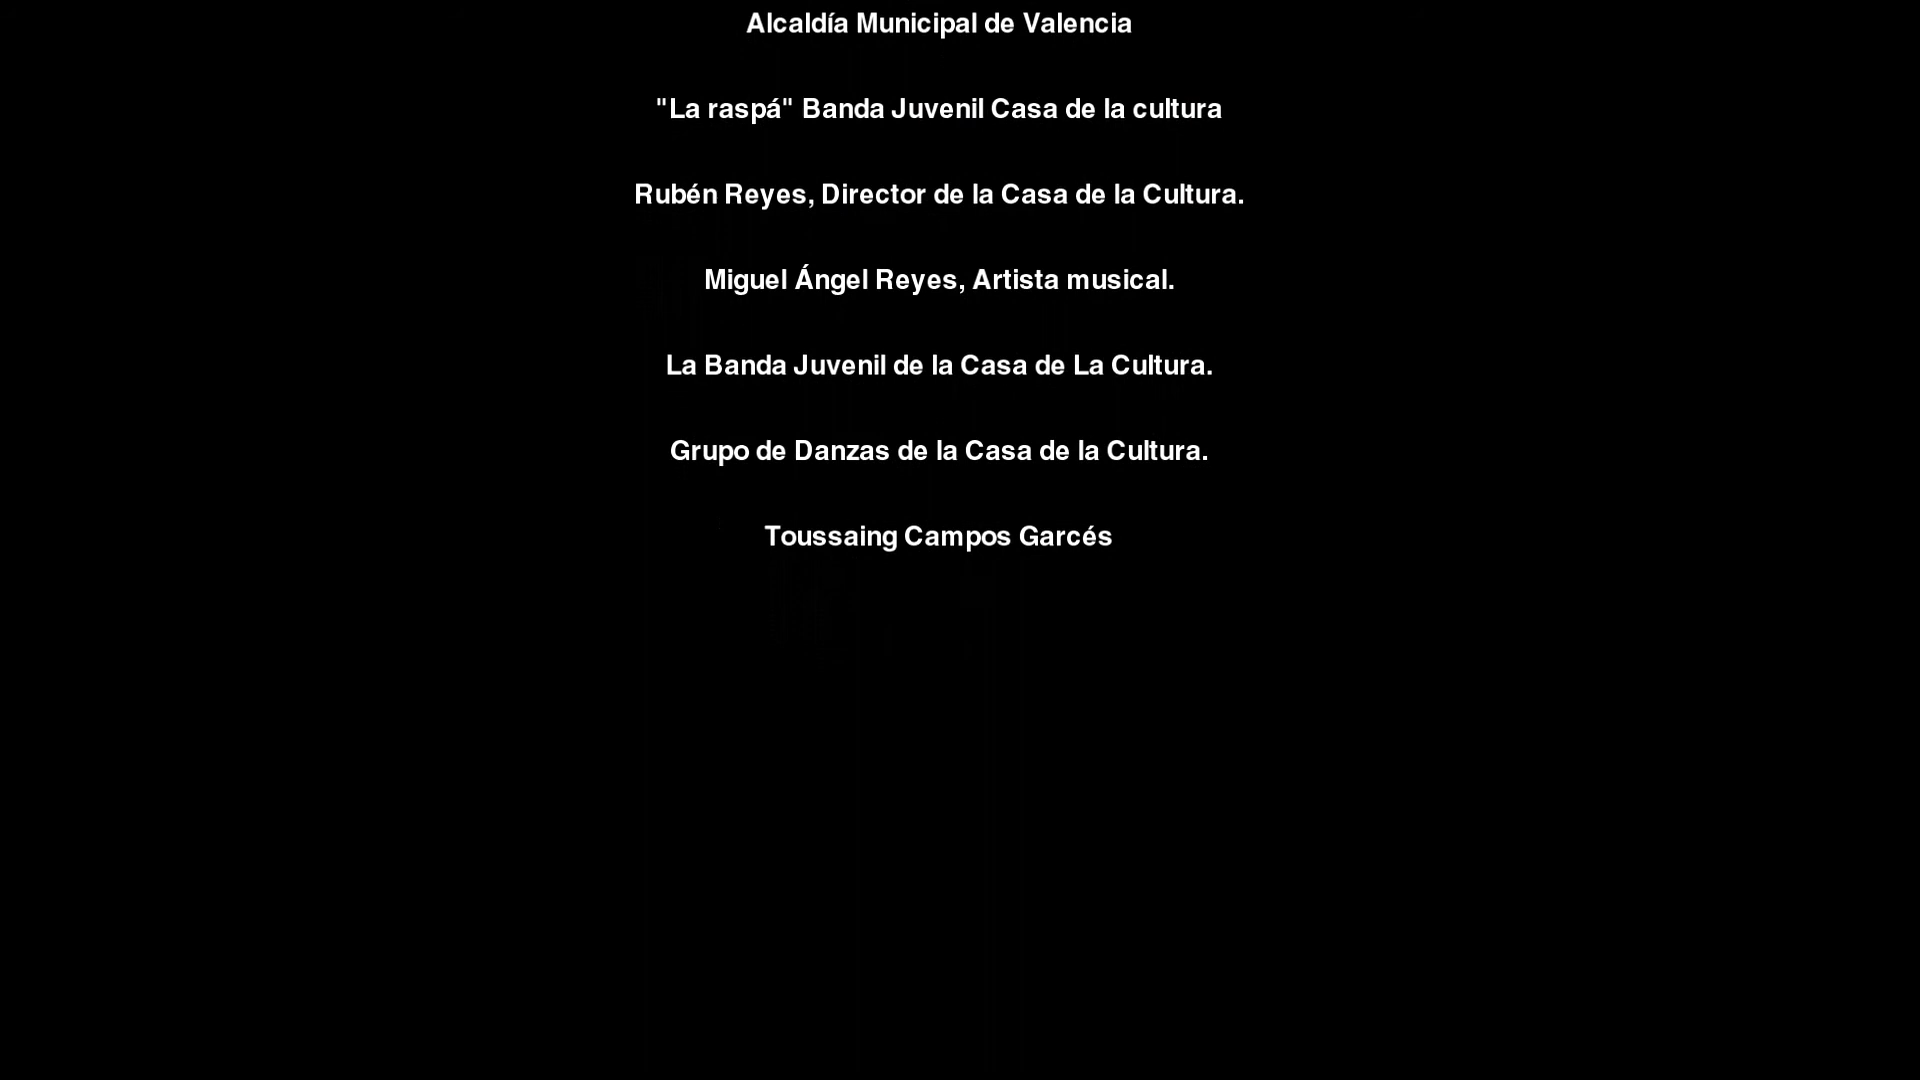 Alcaldía Municipal de Valencia
"La raspá" Banda Juvenil Casa de la cultura
Rubén Reyes, Director de la Casa de la Cultura.
Miguel Ángel Reyes, Artista musical.
La Banda Juvenil de la Casa de La Cultura.
Grupo de Danzas de la Casa de la Cultura.
Toussaing Campos Garcés